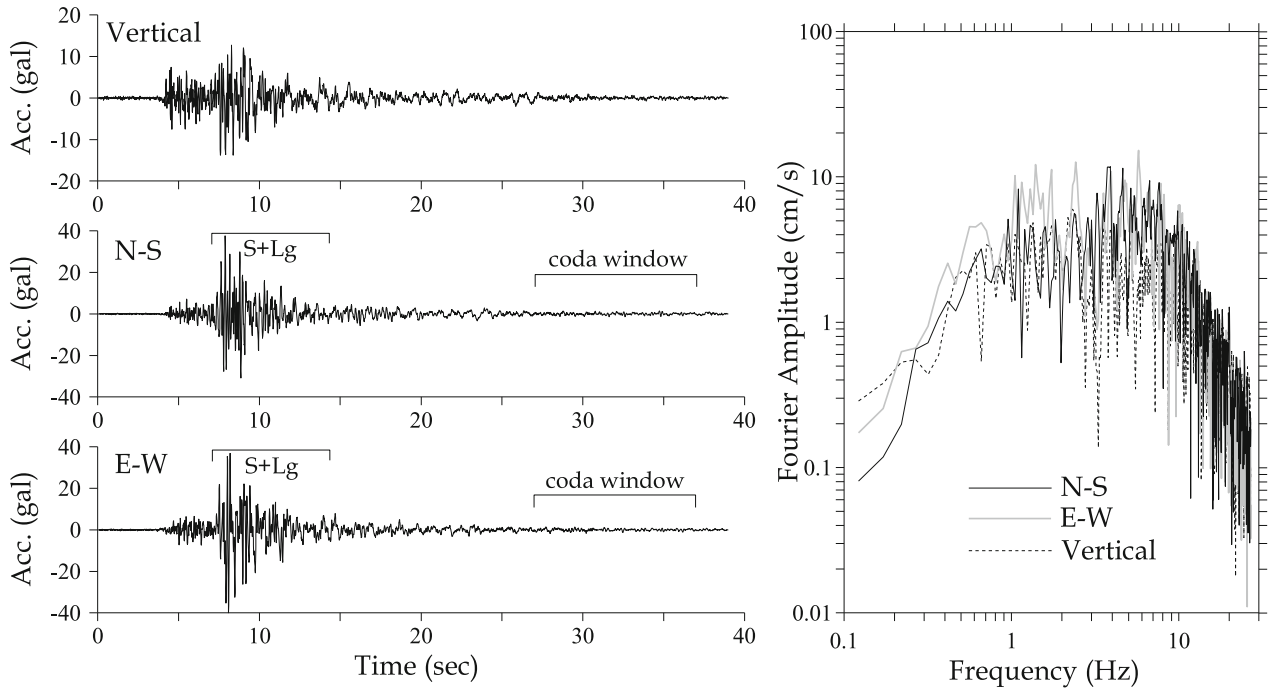 Vertical
Acc. (gal)
20
10
0
-10
-20
0
10
20
30
40
N-S
S+Lg
coda window
Acc. (gal)
40
20
0
-20
-40
0
10
20
30
40
E-W
S+Lg
coda window
Acc. (gal)
40
20
0
-20
-40
0
10
20
30
40
Time (sec)
Fourier Amplitude (cm/s)
100
10
1
0.1
0.01
N-S
E-W
Vertical
0.1
1
10
Frequency (Hz)